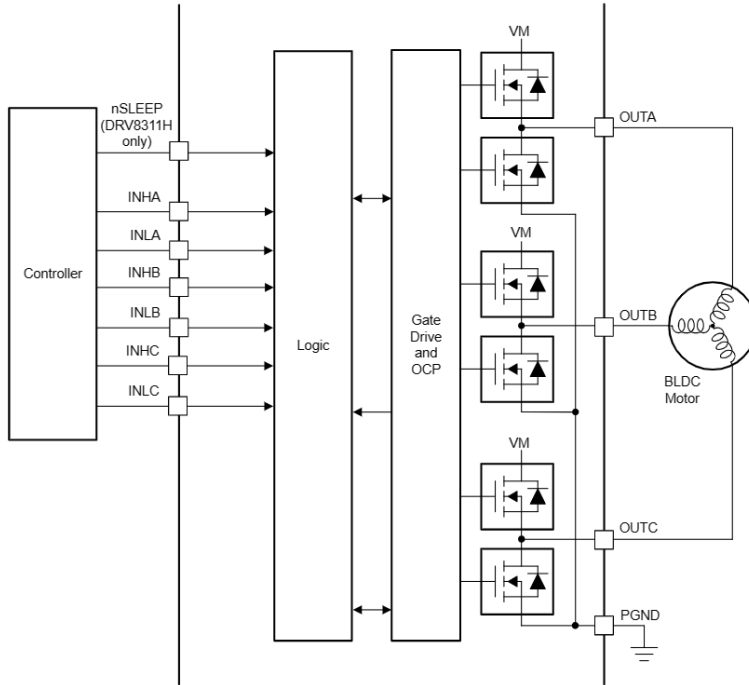 VM
nSLEEP
(DRV8311H
only)
OUTA
INHA
INLA
VM
Controller
INHB
OUTB
INLB
Logic
Gate
Drive
and
OCP
INHC
BLDC
Motor
INLC
VM
OUTC
PGND